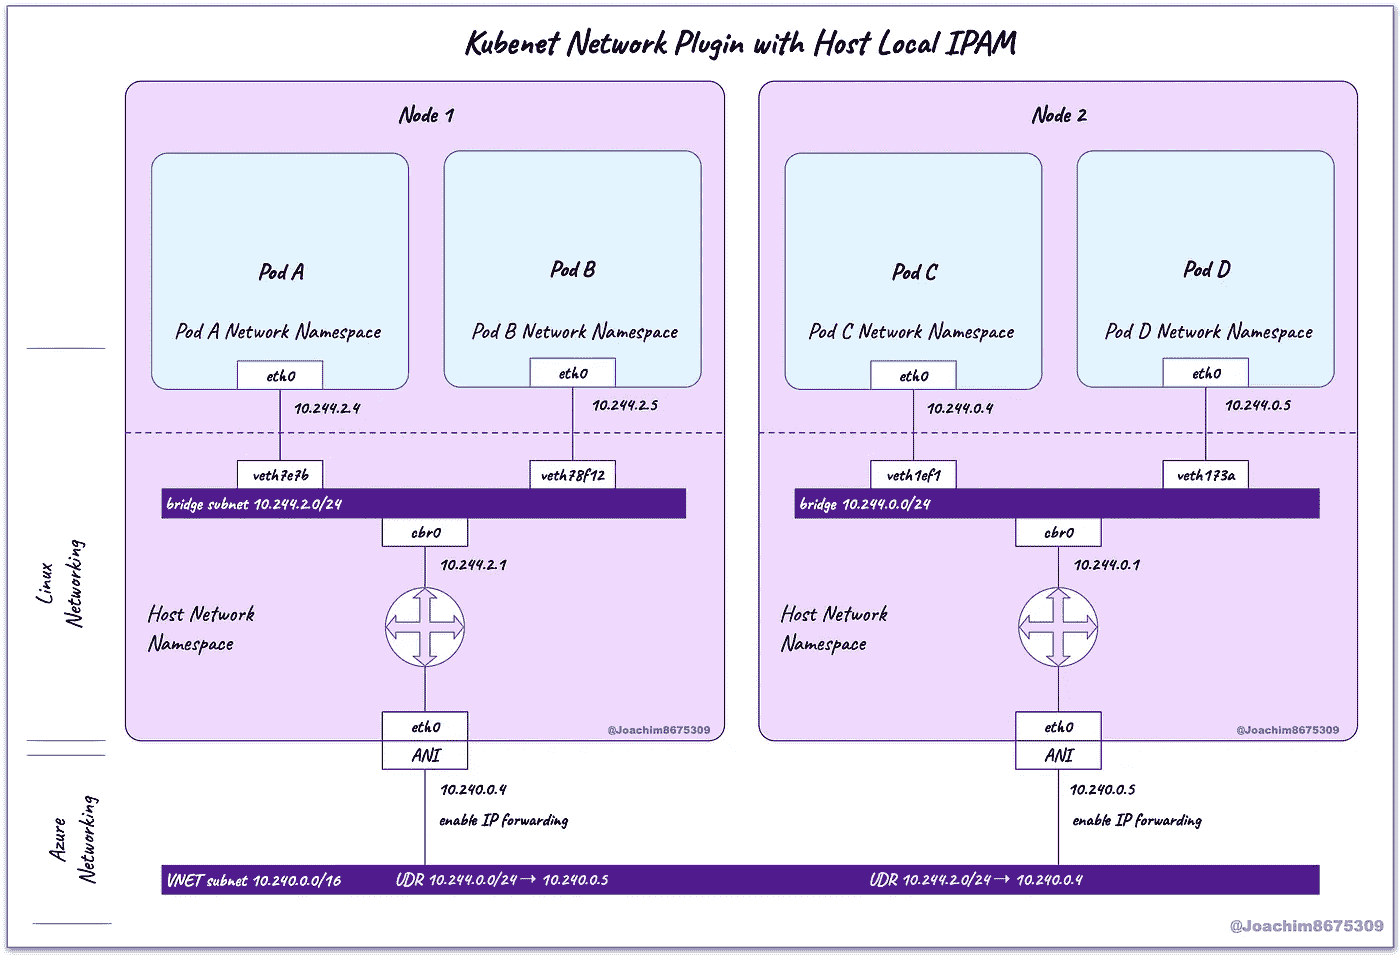 Kubenet Network Plugin with Host Local IPAM
Node 1
Pod A
Pod A Network Namespace
eth0
10.244.2.4
Pod B
Pod B Network Namespace
eth0
10.244.2.5
veth7e7b
veth78f12
bridge subnet 10.244.2.0/24
cbr0
10.244.2.1
Host Network
Namespace
eth0
@Joachim8675309
ANI
10.240.0.4
enable IP forwarding
Node 2
Pod C
Pod C Network Namespace
eth0
10.244.0.4
Pod D
Pod D Network Namespace
eth0
10.244.0.5
veth1ef1
veth173a
bridge 10.244.0.0/24
cbr0
10.244.0.1
Host Network
Namespace
eth0
@Joachim8675309
ANI
10.240.0.5
enable IP forwarding
Linux
Networking
Azure
Networking
VNET subnet 10.240.0.0/16
UDR 10.244.0.0/24 → 10.240.0.5
UDR 10.244.2.0/24 → 10.240.0.4
@Joachim8675309